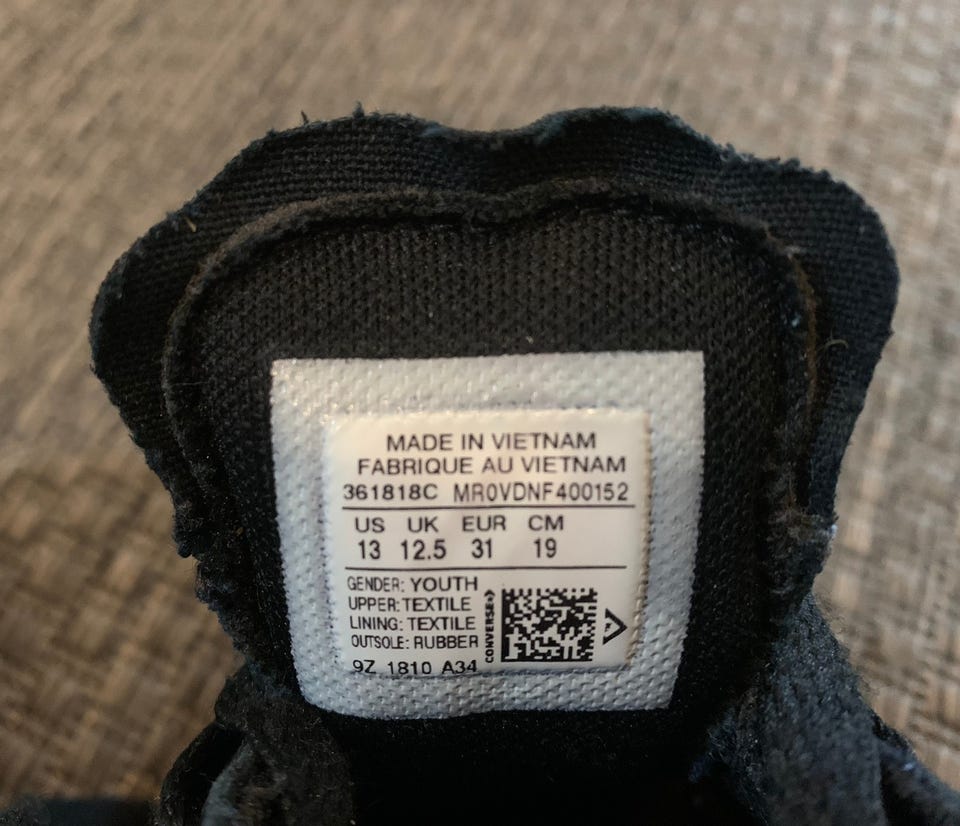 MADE IN VIETNAM
FABRIQUE AU VIETNAM
361818C MR0VDNF400152
US UK EUR CM
13 12.5 31 19
GENDER: YOUTH
UPPER: TEXTILE
LINING: TEXTILE
OUTSOLE: RUBBER
9Z 1810 A34
CONVERSE